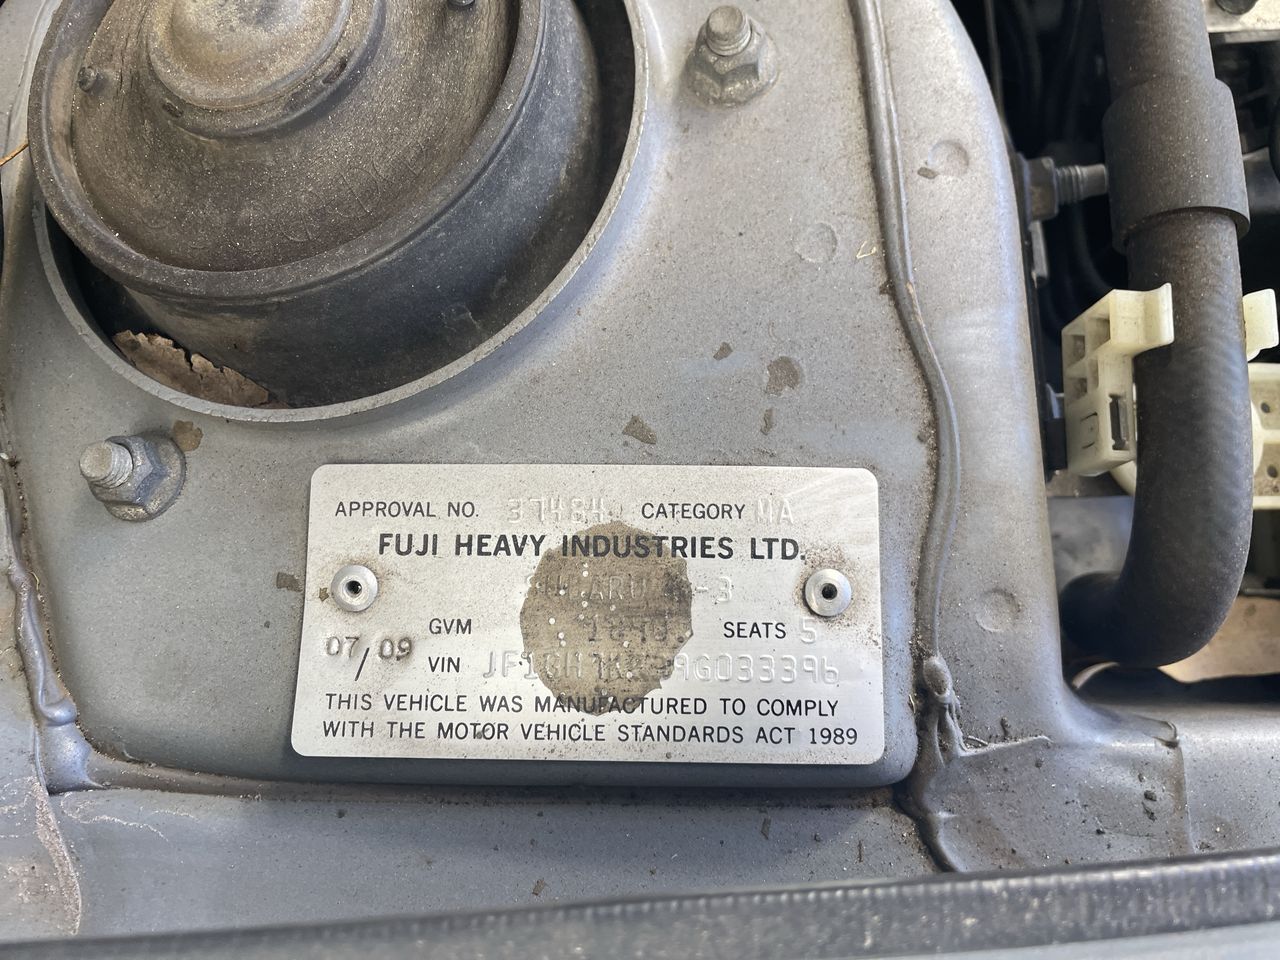 APPROVAL NO. 37484 CATEGORY MA
FUJI HEAVY INDUSTRIES LTD.
SUBARU
GVM SEATS 5
07/09 VIN
THIS VEHICLE WAS MANUFACTURED TO COMPLY
WITH THE MOTOR VEHICLE STANDARDS ACT 1989